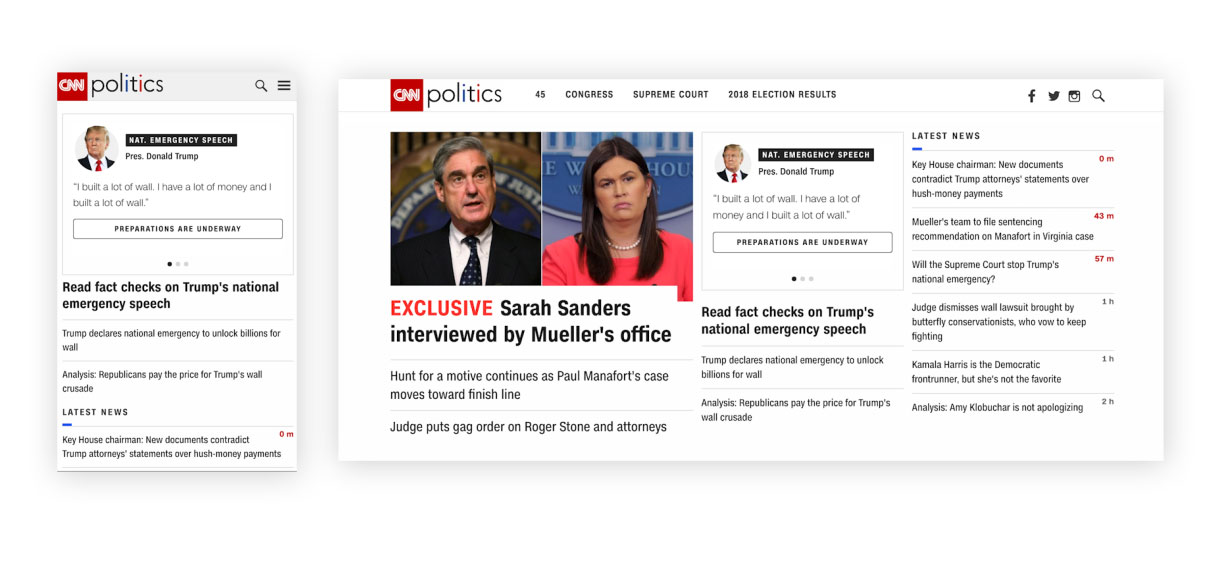 CNN politics
NAT. EMERGENCY SPEECH
Pres. Donald Trump
“I built a lot of wall. I have a lot of money and I
built a lot of wall.”
PREPARATIONS ARE UNDERWAY
Read fact checks on Trump's national
emergency speech
Trump declares national emergency to unlock billions for
wall
Analysis: Republicans pay the price for Trump's wall
crusade
LATEST NEWS
Key House chairman: New documents contradict
0 m
Trump attorneys' statements over hush-money payments
CNN politics
45 CONGRESS SUPREME COURT 2018 ELECTION RESULTS
EXCLUSIVE Sarah Sanders
interviewed by Mueller's office
Hunt for a motive continues as Paul Manafort's case
moves toward finish line
Judge puts gag order on Roger Stone and attorneys
NAT. EMERGENCY SPEECH
Pres. Donald Trump
“I built a lot of wall. I have a lot of
money and I built a lot of wall.”
PREPARATIONS ARE UNDERWAY
Read fact checks on Trump's
national emergency speech
Trump declares national emergency to unlock
billions for wall
Analysis: Republicans pay the price for Trump's
wall crusade
LATEST NEWS
0 m
Key House chairman: New documents
contradict Trump attorneys' statements over
hush-money payments
43 m
Mueller's team to file sentencing
recommendation on Manafort in Virginia case
57 m
Will the Supreme Court stop Trump's
national emergency?
1 h
Judge dismisses wall lawsuit brought by
butterfly conservationists, who vow to keep
fighting
1 h
Kamala Harris is the Democratic
frontrunner, but she's not the favorite
2 h
Analysis: Amy Klobuchar is not apologizing